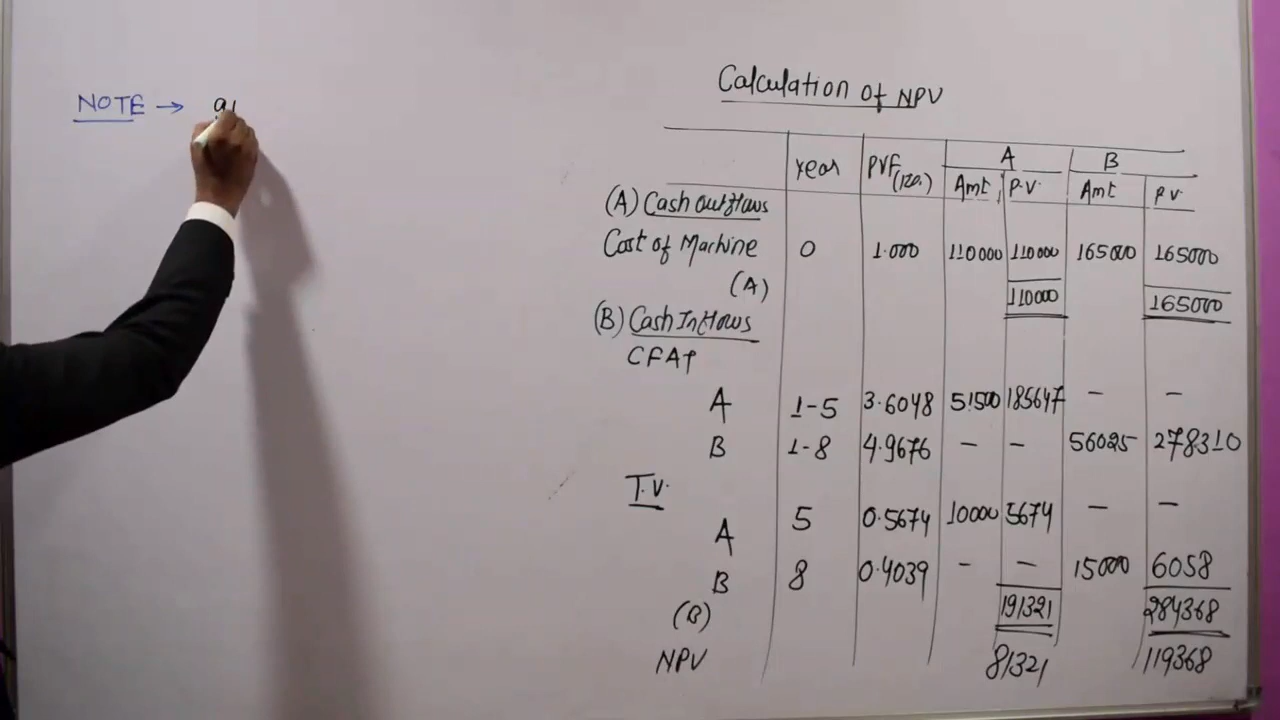 NOTE →
Calculation of NPV
Year PVF(12%) A B
Amt P.V. Amt P.V
(A) Cash Outflows
Cost of Machine 0 1.000 110000 110000 165000 165000
(A) 110000 165000
(B) Cash Inflows
CFAT
A 1-5 3.6048 51500 185647 - -
B 1-8 4.9676 - - 56025 278310
T.V.
A 5 0.5674 10000 5674 - -
B 8 0.4039 - - 15000 6058
(B) 191321 284368
NPV 81321 119368